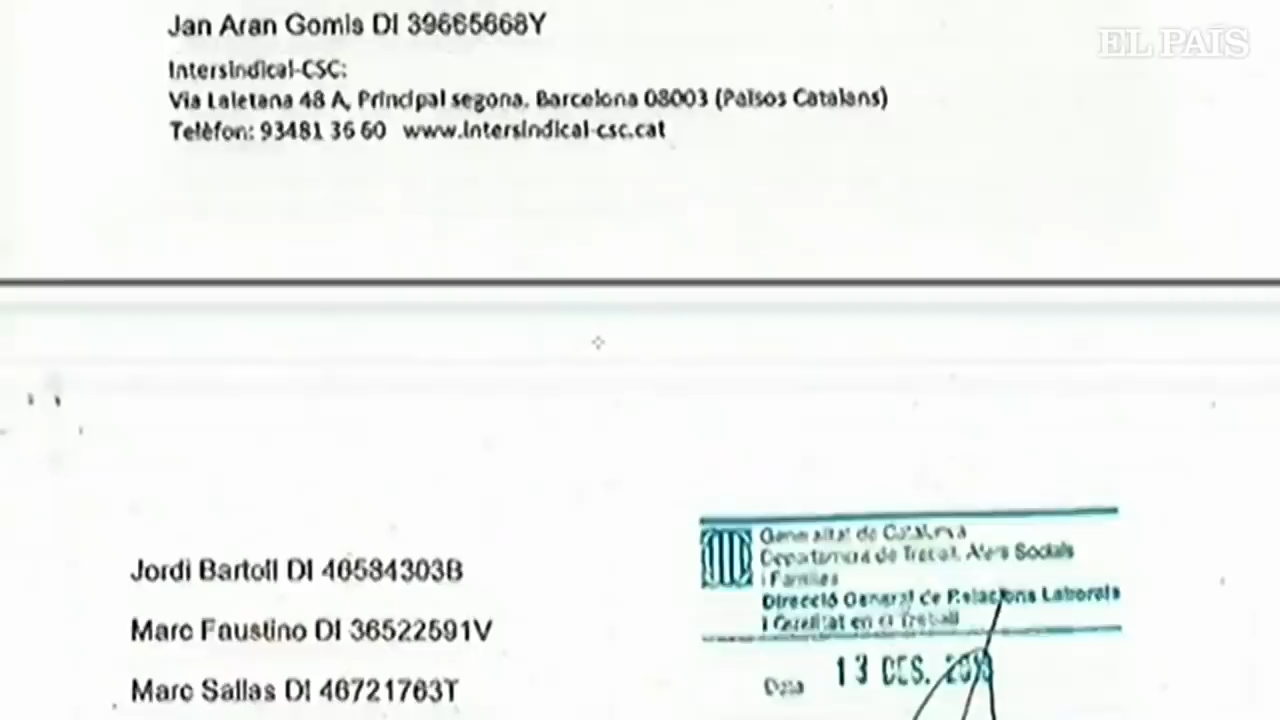 Jan Aran Gomis DI 39665668Y
EL PAÍS
Intersindical-CSC:
Via Laietana 48 A, Principal segona. Barcelona 08003 (Països Catalans)
Telèfon: 93481 36 60 www.intersindical-csc.cat
Generalitat de Catalunya
Departament de Treball, Afers Socials
i Famílies
Jordi Bartoll DI 46584303B
Direcció General de Relacions Laborals
i Qualitat en el Treball
Marc Faustino DI 36522591V
Data 13 DES.
Marc Sallas DI 46721763T